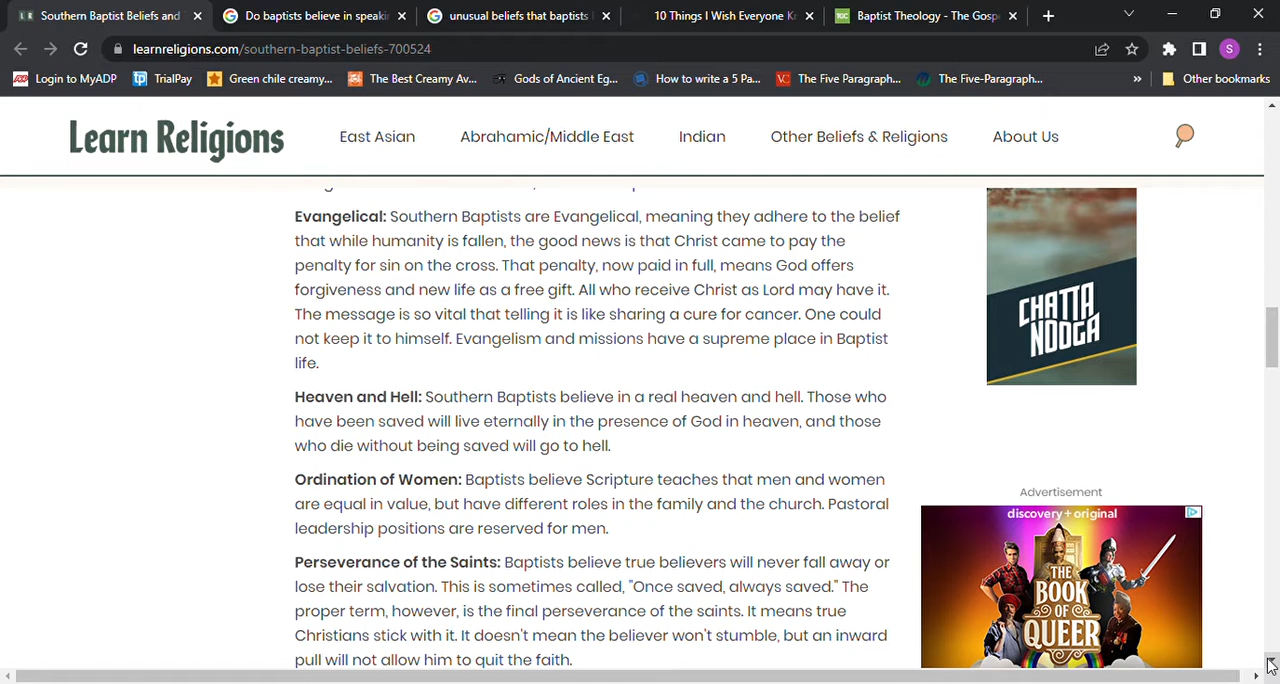 Southern Baptist Beliefs and
Do baptists believe in speaki
unusual beliefs that baptists
10 Things I Wish Everyone K
Baptist Theology - The Gosp
learnreligions.com/southern-baptist-beliefs-700524
S
Login to MyADP
TrialPay
Green chile creamy...
The Best Creamy Av...
Gods of Ancient Eg...
How to write a 5 Pa...
The Five Paragraph...
The Five-Paragraph...
»
Other bookmarks
Learn Religions
East Asian
Abrahamic/Middle East
Indian
Other Beliefs & Religions
About Us
Evangelical: Southern Baptists are Evangelical, meaning they adhere to the belief
that while humanity is fallen, the good news is that Christ came to pay the
penalty for sin on the cross. That penalty, now paid in full, means God offers
forgiveness and new life as a free gift. All who receive Christ as Lord may have it.
The message is so vital that telling it is like sharing a cure for cancer. One could
not keep it to himself. Evangelism and missions have a supreme place in Baptist
life.
Heaven and Hell: Southern Baptists believe in a real heaven and hell. Those who
have been saved will live eternally in the presence of God in heaven, and those
who die without being saved will go to hell.
Ordination of Women: Baptists believe Scripture teaches that men and women
are equal in value, but have different roles in the family and the church. Pastoral
leadership positions are reserved for men.
Perseverance of the Saints: Baptists believe true believers will never fall away or
lose their salvation. This is sometimes called, "Once saved, always saved." The
proper term, however, is the final perseverance of the saints. It means true
Christians stick with it. It doesn't mean the believer won't stumble, but an inward
pull will not allow him to quit the faith.
CHATTA
NOOGA
Advertisement
discovery+ original
THE
BOOK
OF
QUEER